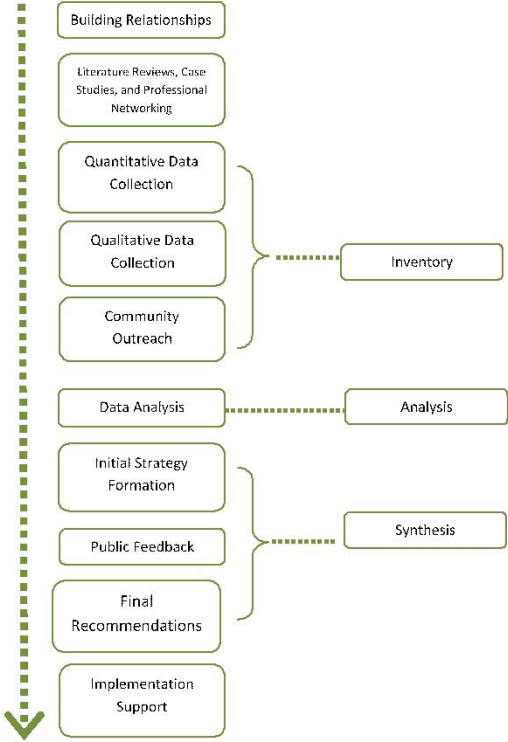 Building Relationships
Literature Reviews, Case
Studies, and Professional
Networking
Quantitative Data
Collection
Qualitative Data
Collection
Community
Outreach
Inventory
Data Analysis
Analysis
Initial Strategy
Formation
Public Feedback
Final
Recommendations
Synthesis
Implementation
Support